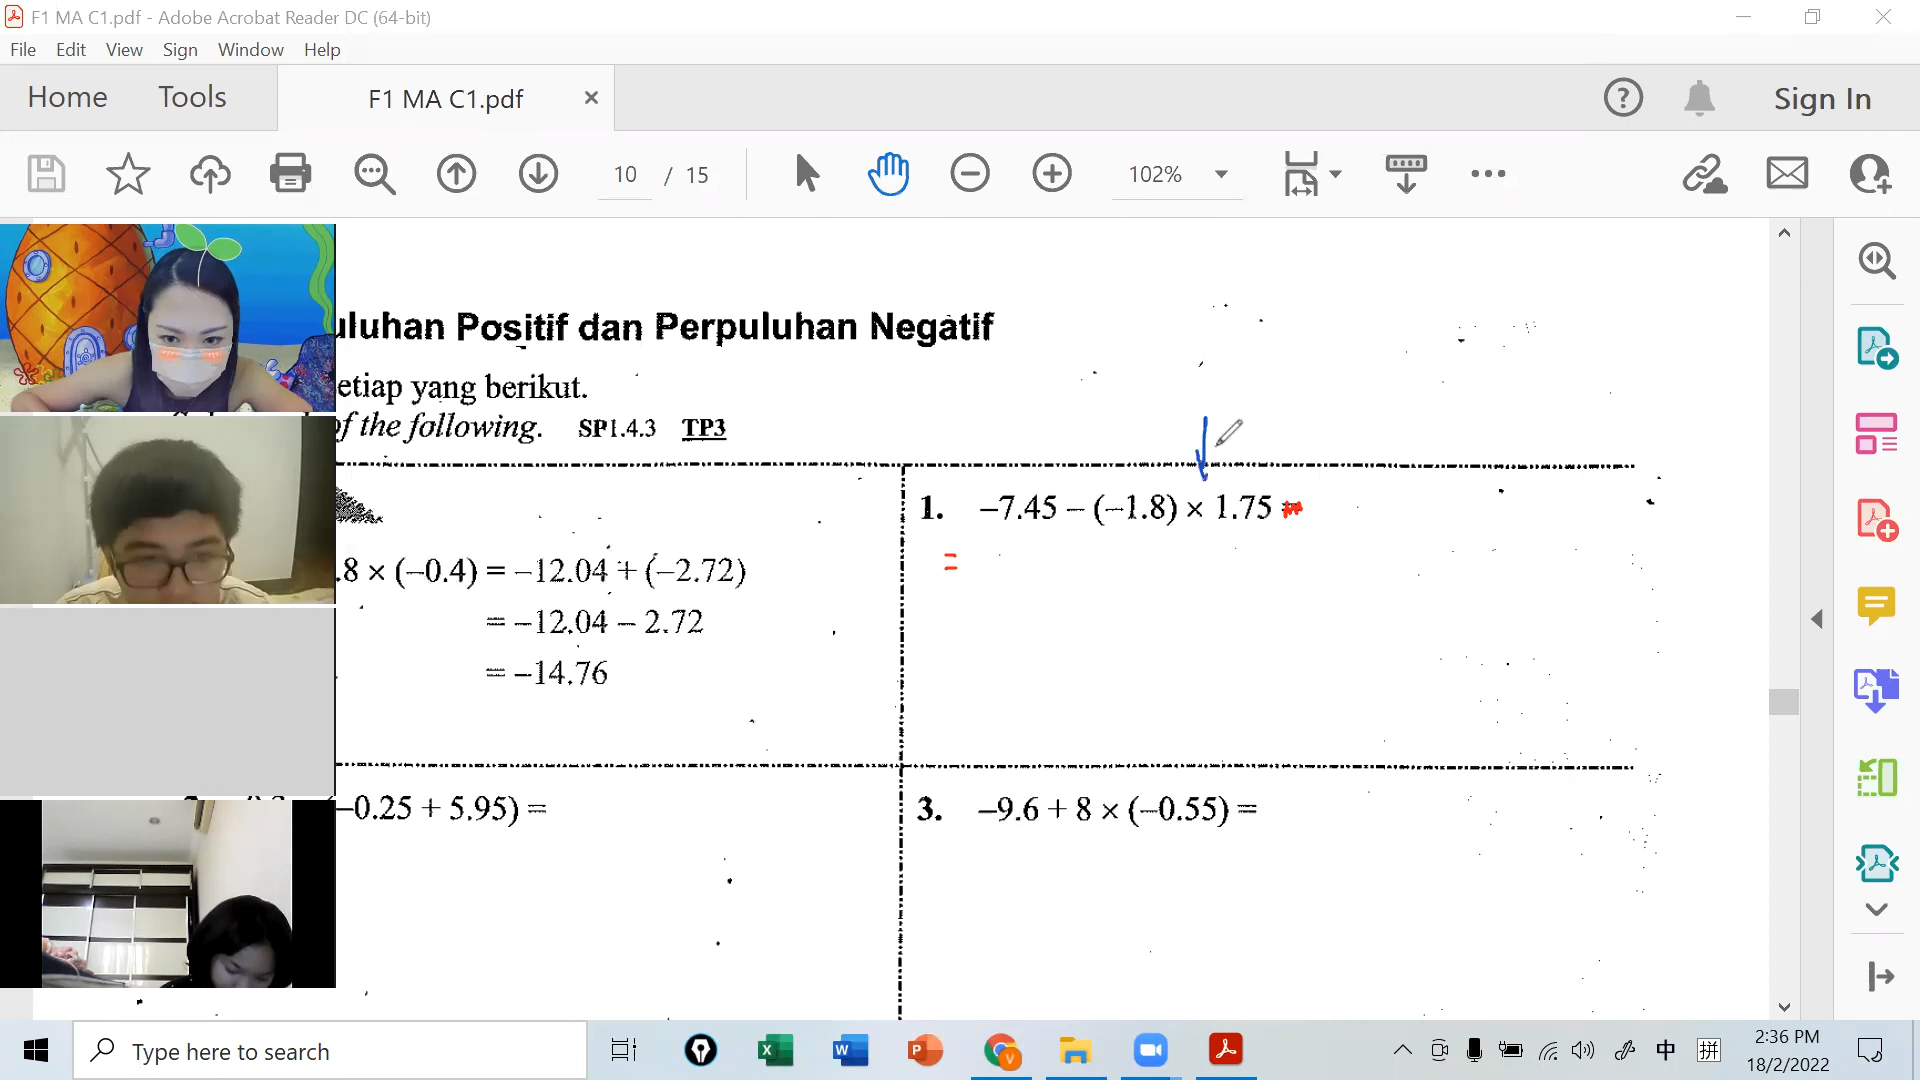 F1 MA C1.pdf - Adobe Acrobat Reader DC (64-bit)
File Edit View Sign Window Help
Home Tools F1 MA C1.pdf × Sign In
10 / 15 102%
uluhan Positif dan Perpuluhan Negatif
etiap yang berikut.
of the following. SP1.4.3 TP3
1. –7.45 – (–1.8) × 1.75 =
=
.8 × (–0.4) = –12.04 + (–2.72)
= –12.04 – 2.72
= –14.76
–0.25 + 5.95) =
3. –9.6 + 8 × (–0.55) =
Type here to search
中 拼 2:36 PM
18/2/2022